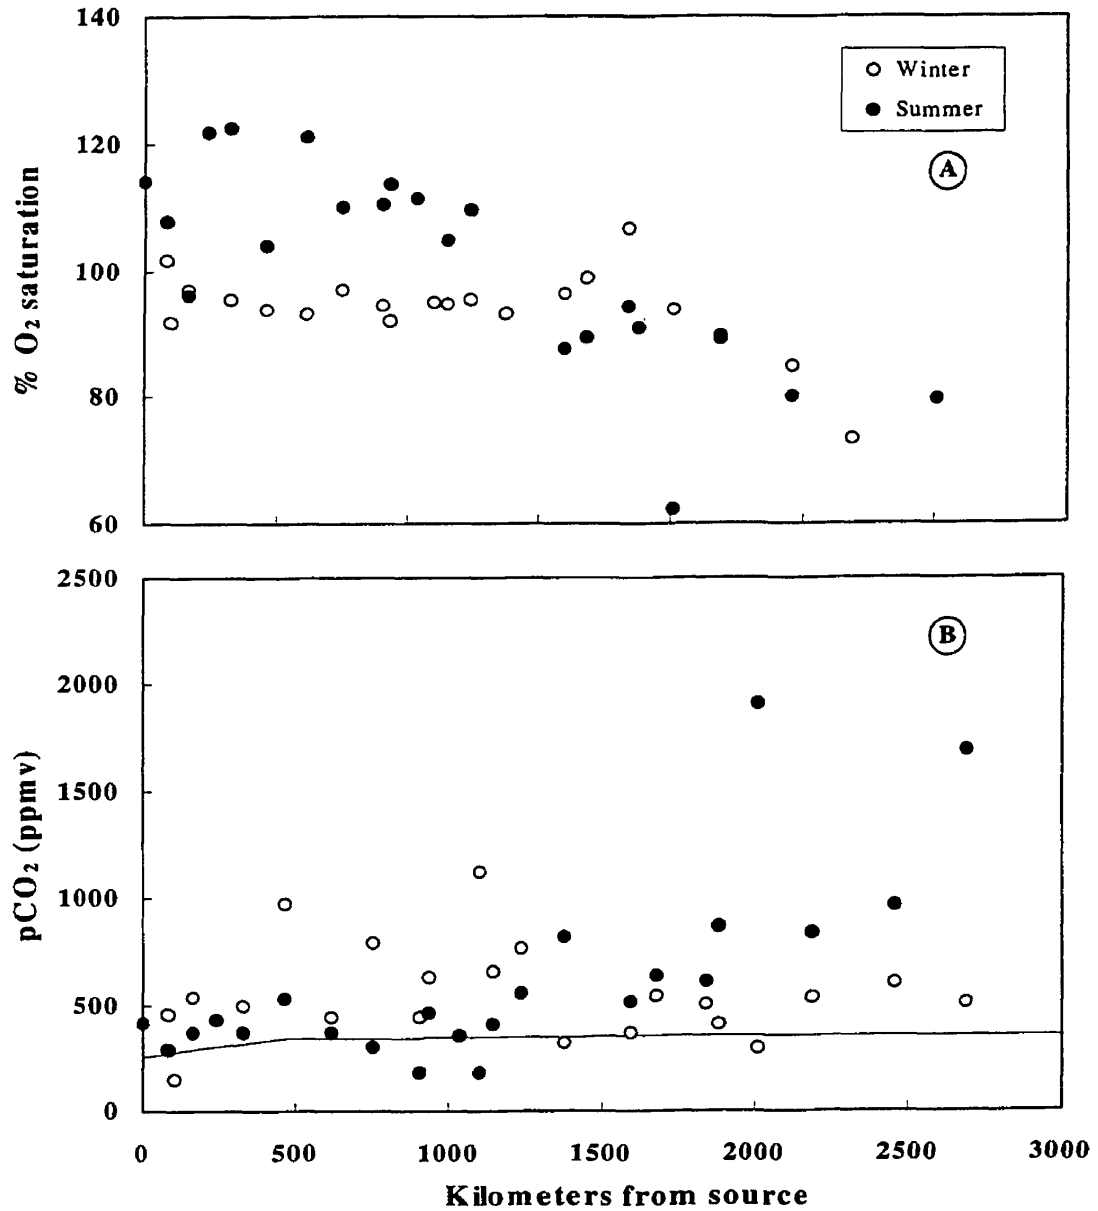 140
120
100
80
60
% O₂ saturation
Winter
Summer
A
2500
2000
1500
1000
500
0
pCO₂ (ppmv)
B
0 500 1000 1500 2000 2500 3000
Kilometers from source